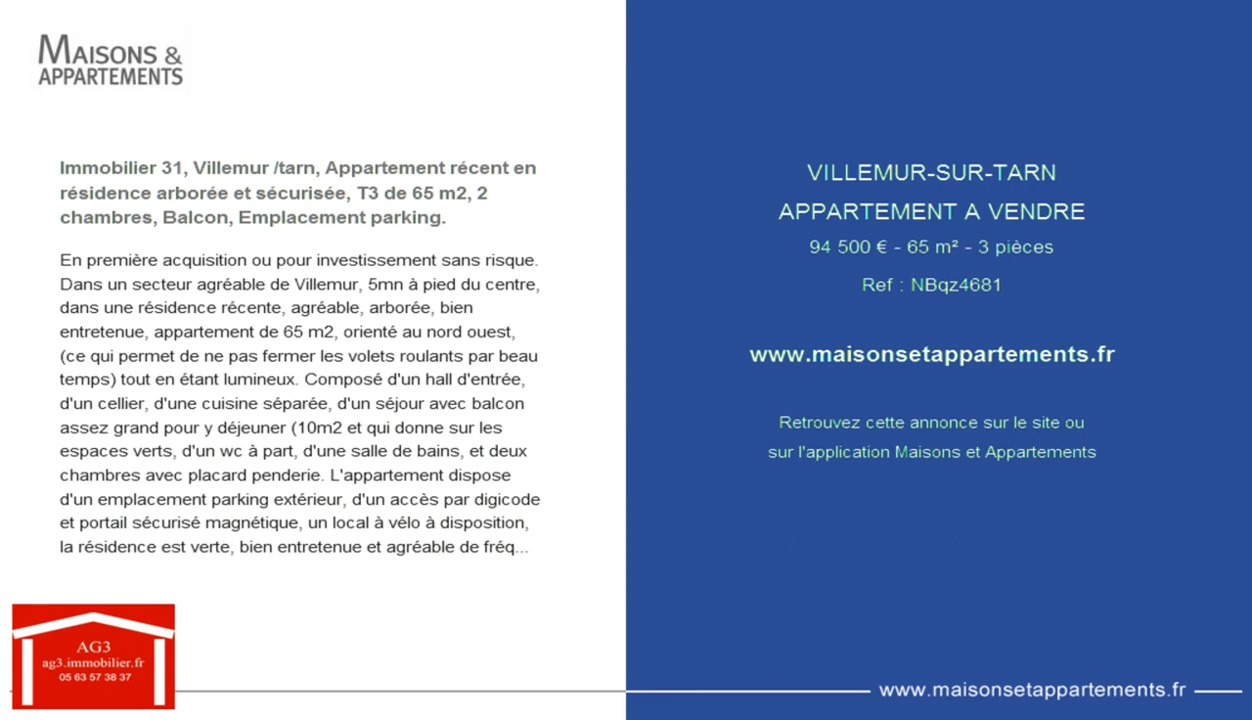 MAISONS &
APPARTEMENTS
Immobilier 31, Villemur /tarn, Appartement récent en
résidence arborée et sécurisée, T3 de 65 m2, 2
chambres, Balcon, Emplacement parking.
En première acquisition ou pour investissement sans risque.
Dans un secteur agréable de Villemur, 5mn à pied du centre,
dans une résidence récente, agréable, arborée, bien
entretenue, appartement de 65 m2, orienté au nord ouest,
(ce qui permet de ne pas fermer les volets roulants par beau
temps) tout en étant lumineux. Composé d'un hall d'entrée,
d'un cellier, d'une cuisine séparée, d'un séjour avec balcon
assez grand pour y déjeuner (10m2 et qui donne sur les
espaces verts, d'un wc à part, d'une salle de bains, et deux
chambres avec placard penderie. L'appartement dispose
d'un emplacement parking extérieur, d'un accès par digicode
et portail sécurisé magnétique, un local à vélo à disposition,
la résidence est verte, bien entretenue et agréable de fréq...
AG3
ag3.immobilier.fr
05 63 57 38 37
VILLEMUR-SUR-TARN
APPARTEMENT A VENDRE
94 500 € - 65 m² - 3 pièces
Ref : NBqz4681
www.maisonsetappartements.fr
Retrouvez cette annonce sur le site ou
sur l'application Maisons et Appartements
www.maisonsetappartements.fr